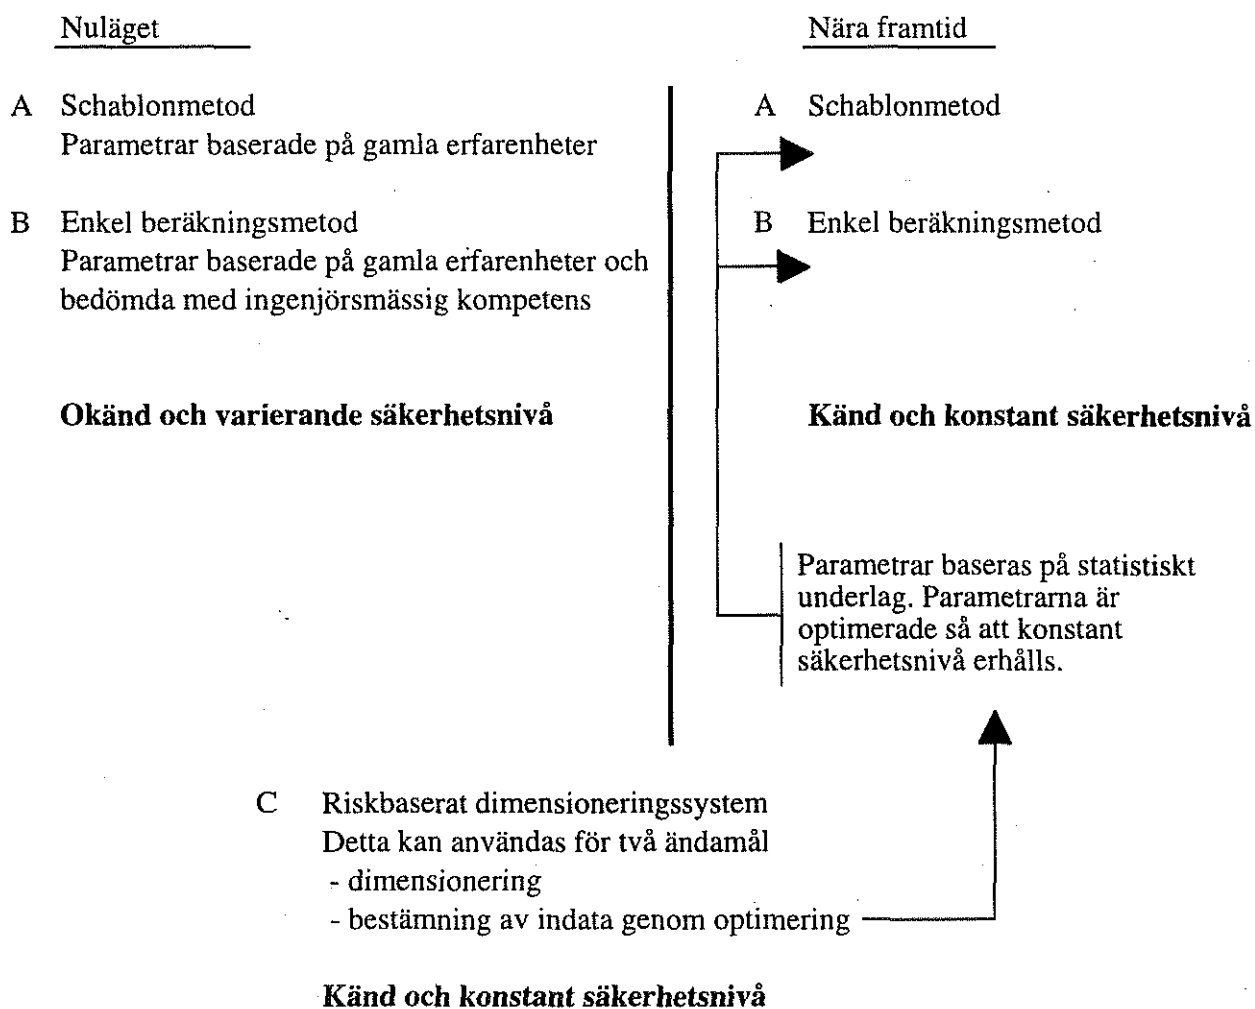 Nuläget
A Schablonmetod
Parametrar baserade på gamla erfarenheter
B Enkel beräkningsmetod
Parametrar baserade på gamla erfarenheter och
bedömda med ingenjörsmässig kompetens
Okänd och varierande säkerhetsnivå
Nära framtid
A Schablonmetod
B Enkel beräkningsmetod
Känd och konstant säkerhetsnivå
Parametrar baseras på statistiskt
underlag. Parametrarna är
optimerade så att konstant
säkerhetsnivå erhålls.
C Riskbaserat dimensioneringssystem
Detta kan användas för två ändamål
- dimensionering
- bestämning av indata genom optimering
Känd och konstant säkerhetsnivå